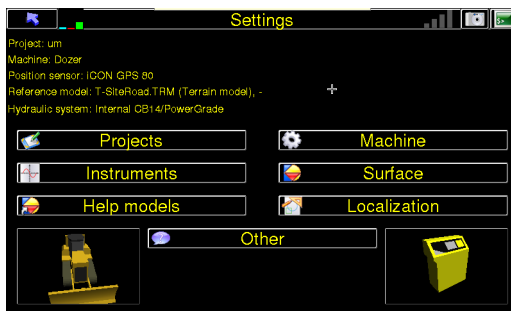 Settings
Project: um
Machine: Dozer
Position sensor: iCON GPS 80
Reference model: T-SiteRoad.TRM (Terrain model), -
Hydraulic system: Internal CB14/PowerGrade
Projects
Machine
Instruments
Surface
Help models
Localization
Other